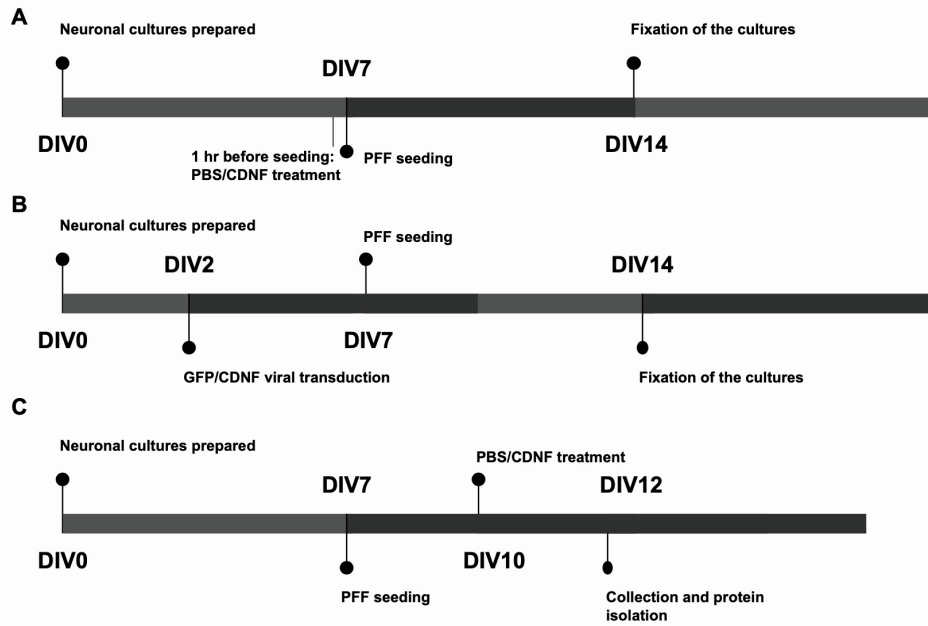 A
Neuronal cultures prepared
Fixation of the cultures
DIV7
DIV0
DIV14
1 hr before seeding:
PBS/CDNF treatment
PFF seeding
B
Neuronal cultures prepared
PFF seeding
DIV2
DIV14
DIV0
DIV7
GFP/CDNF viral transduction
Fixation of the cultures
C
Neuronal cultures prepared
PBS/CDNF treatment
DIV7
DIV12
DIV0
DIV10
PFF seeding
Collection and protein
isolation